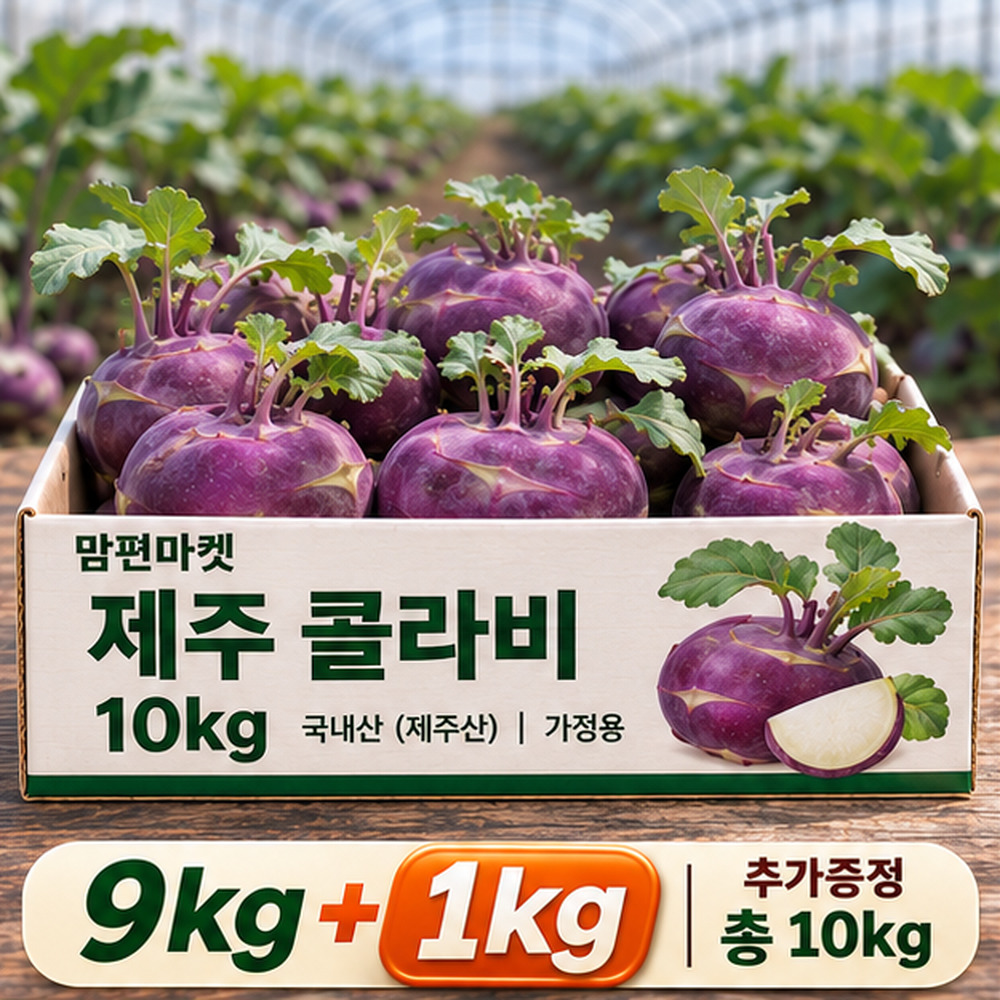 맘편마켓
제주 콜라비
10kg 국내산 (제주산) | 가정용
9kg + 1kg | 추가증정
총 10kg